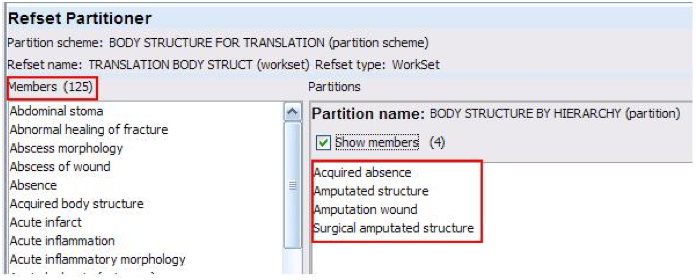 Refset Partitioner
Partition scheme: BODY STRUCTURE FOR TRANSLATION (partition scheme)
Refset name: TRANSLATION BODY STRUCT (workset) Refset type: WorkSet
Members (125)
Abdominal stoma
Abnormal healing of fracture
Abscess morphology
Abscess of wound
Absence
Acquired body structure
Acute infarct
Acute inflammation
Acute inflammatory morphology
Partitions
Partition name: BODY STRUCTURE BY HIERARCHY (partition)
Show members (4)
Acquired absence
Amputated structure
Amputation wound
Surgical amputated structure